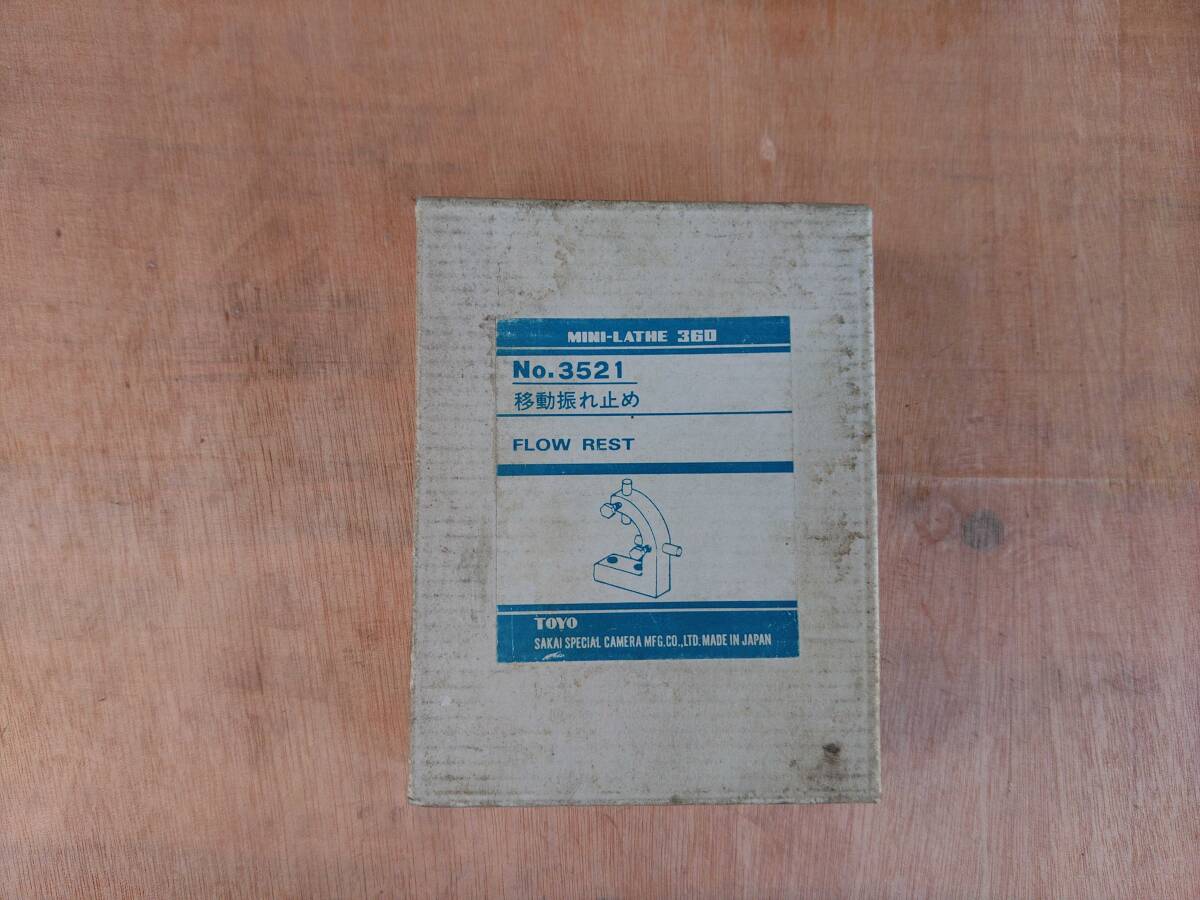 MINI-LATHE 360
No.3521
移動振れ止め
FLOW REST
TOYO
SAKAI SPECIAL CAMERA MFG.CO.,LTD.MADE IN JAPAN